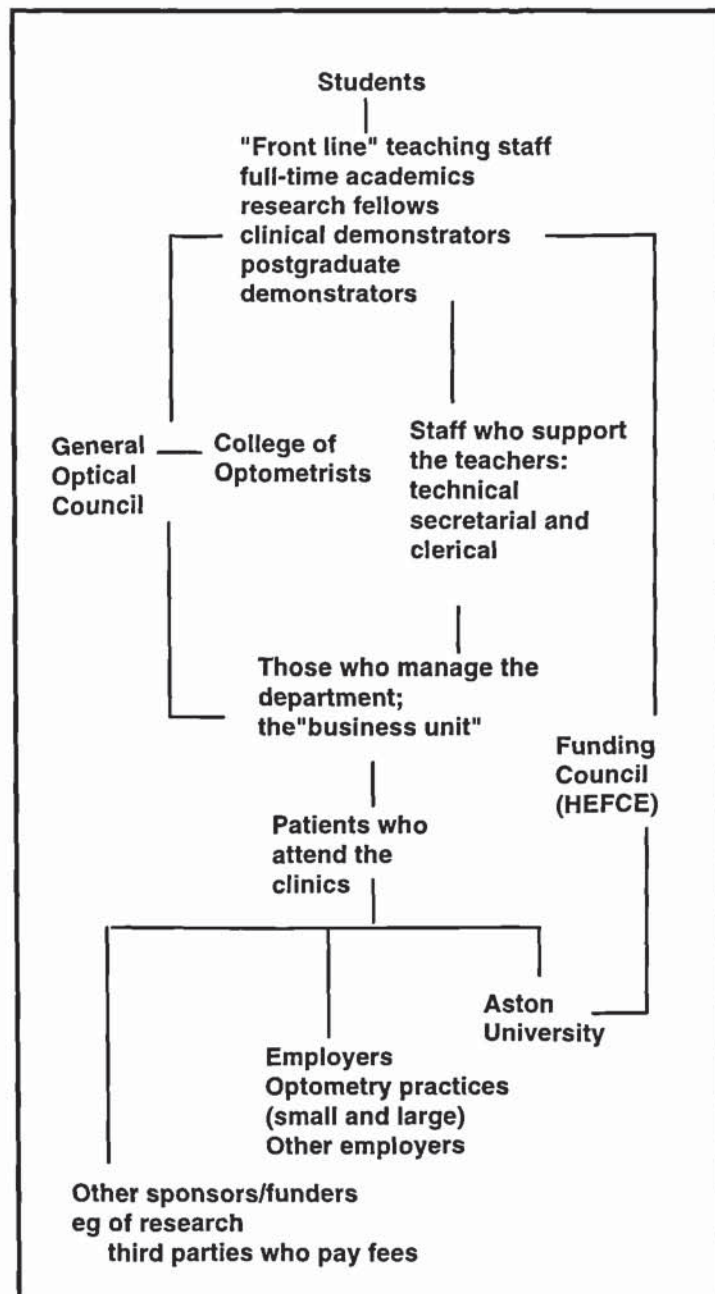 Students
"Front line" teaching staff
full-time academics
research fellows
clinical demonstrators
postgraduate
demonstrators
General
Optical
Council
College of
Optometrists
Staff who support
the teachers:
technical
secretarial and
clerical
Those who manage the
department;
the"business unit"
Funding
Council
(HEFCE)
Patients who
attend the
clinics
Aston
University
Employers
Optometry practices
(small and large)
Other employers
Other sponsors/funders
eg of research
third parties who pay fees